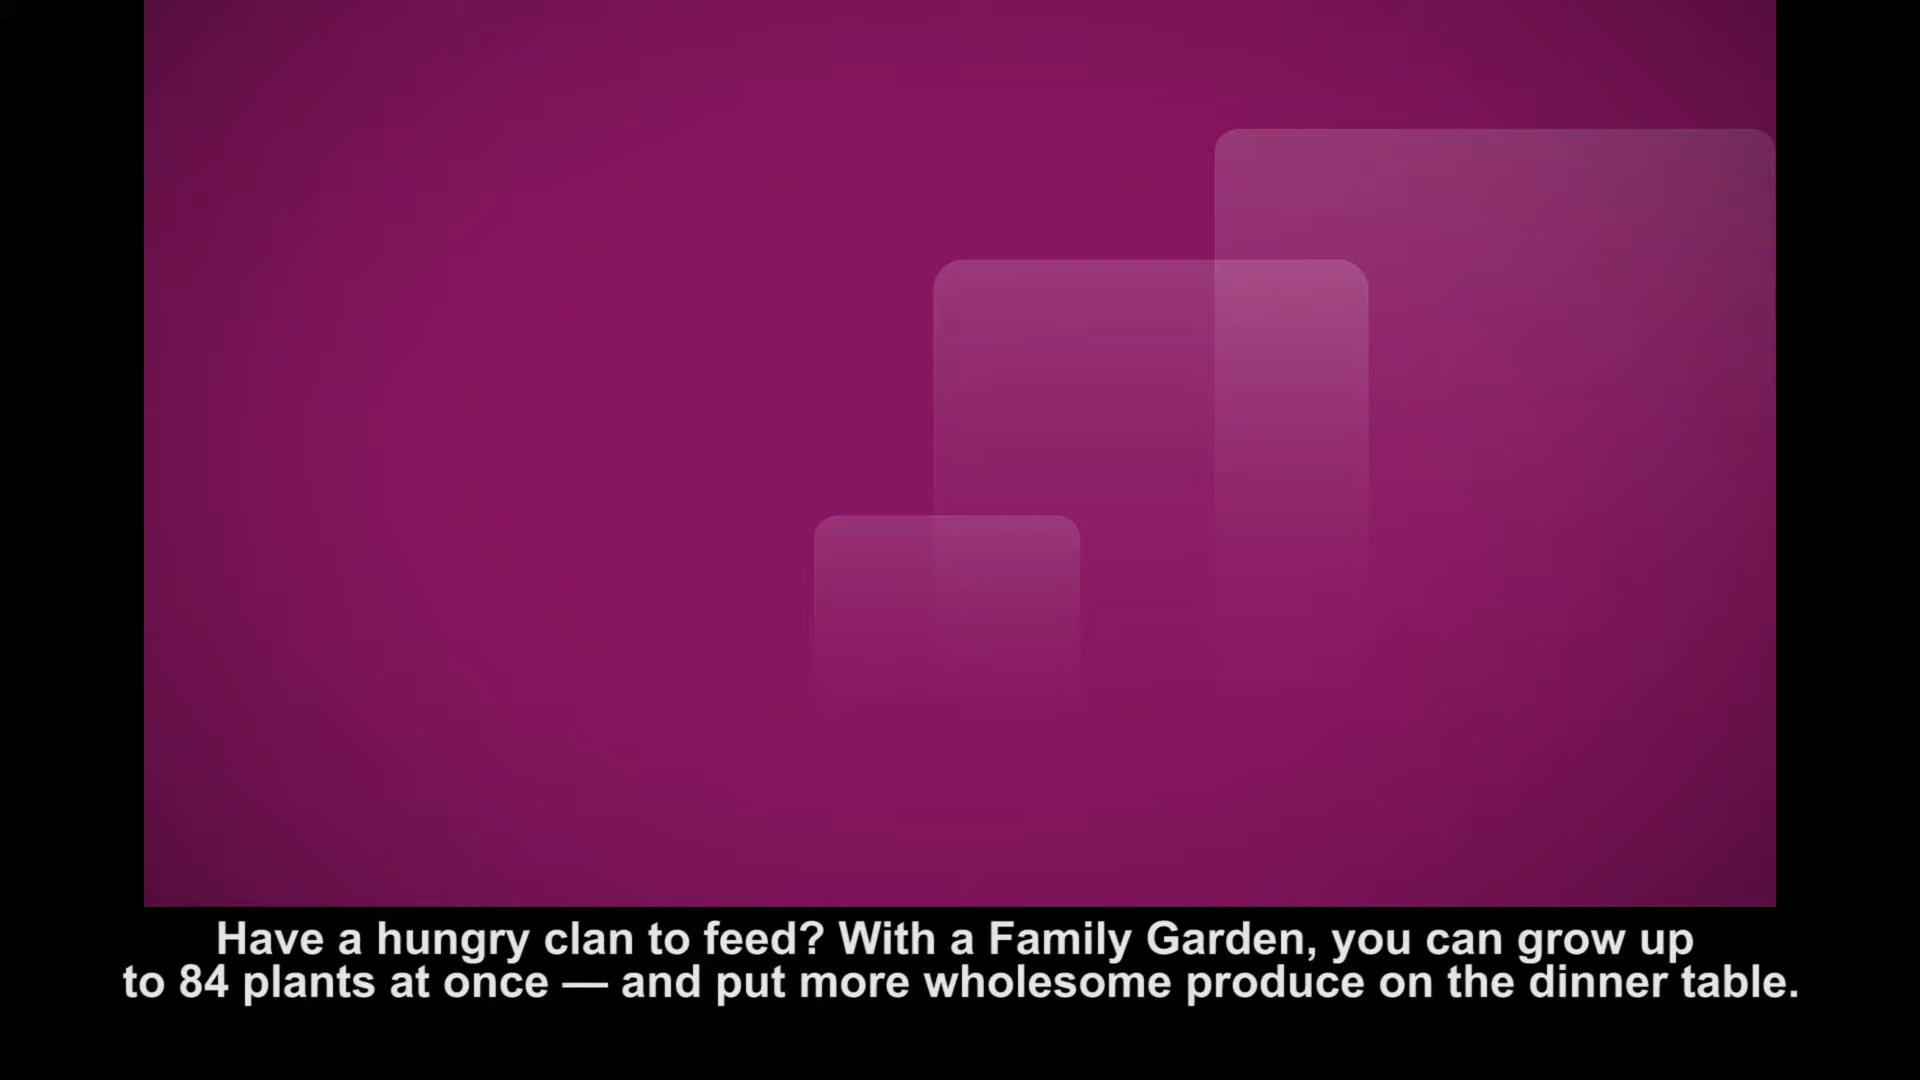 Have a hungry clan to feed? With a Family Garden, you can grow up
to 84 plants at once — and put more wholesome produce on the dinner table.